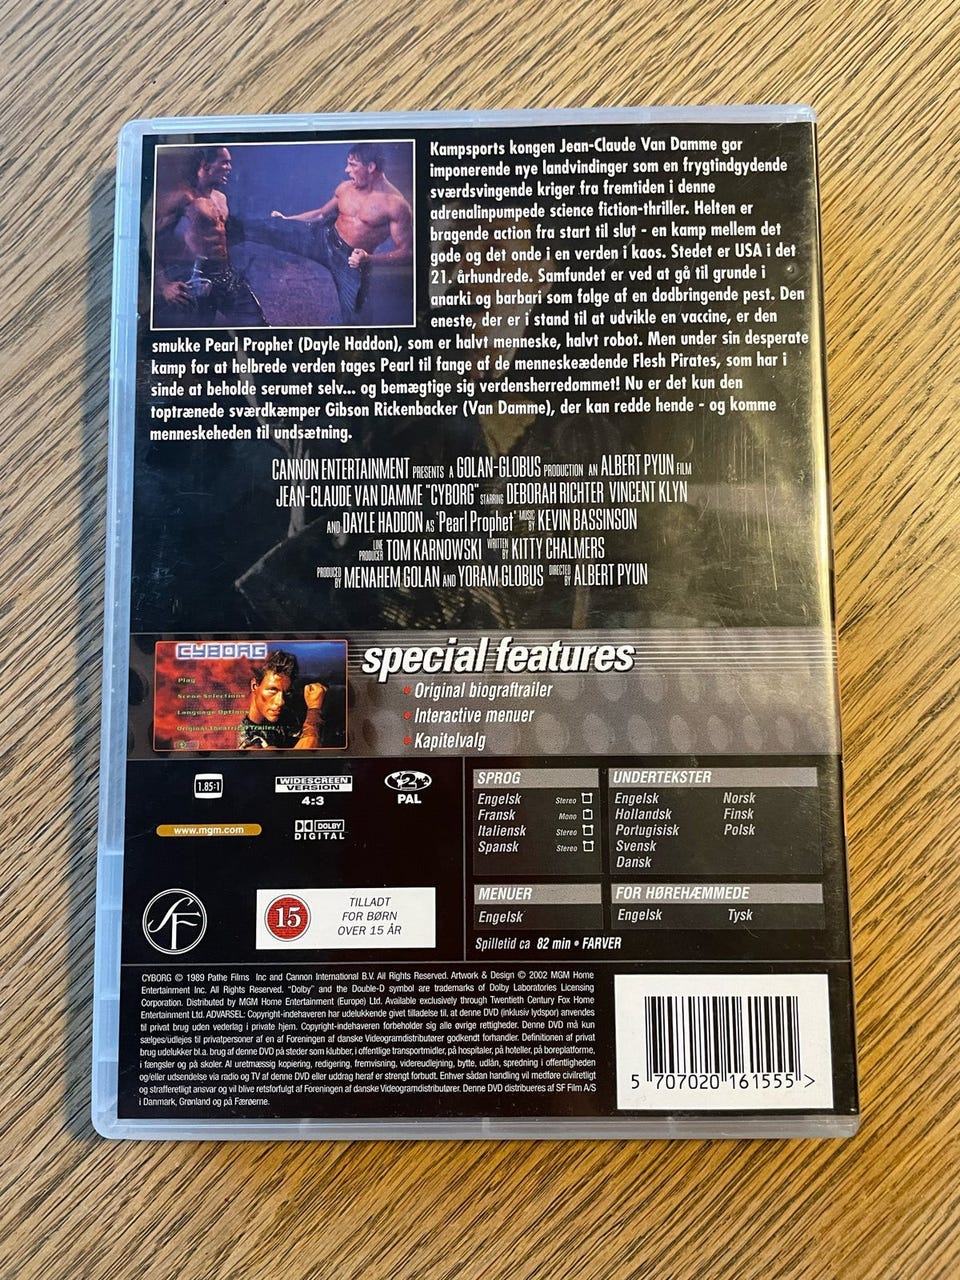 Kampsports kongen Jean-Claude Van Damme gør
imponerende nye landvindinger som en frygtindgydende
sværdsvingende kriger fra fremtiden i denne
adrenalinpumpede science fiction-thriller. Helten er
bragende action fra start til slut - en kamp mellem det
gode og det onde i en verden i kaos. Stedet er USA i det
21. århundrede. Samfundet er ved at gå til grunde i
anarki og barbari som følge af en dødbringende pest. Den
eneste, der er i stand til at udvikle en vaccine, er den
smukke Pearl Prophet (Dayle Haddon), som er halvt menneske, halvt robot. Men under sin desperate
kamp for at helbrede verden tages Pearl til fange af de menneskeædende Flesh Pirates, som har i
sinde at beholde serumet selv... og bemægtige sig verdensherredommet! Nu er det kun den
toptrænede sværdkæmper Gibson Rickenbacker (Van Damme), der kan redde hende - og komme
menneskeheden til undsætning.
CANNON ENTERTAINMENT PRESENTS A GOLAN-GLOBUS PRODUCTION AN ALBERT PYUN FILM
JEAN-CLAUDE VAN DAMME "CYBORG" STARRING DEBORAH RICHTER VINCENT KLYN
AND DAYLE HADDON AS 'Pearl Prophet' MUSIC BY KEVIN BASSINSON
LINE PRODUCER TOM KARNOWSKI WRITTEN BY KITTY CHALMERS
PRODUCED BY MENAHEM GOLAN AND YORAM GLOBUS DIRECTED BY ALBERT PYUN
CYBORG
Play
Scene Selections
Language Options
Original Theatrical Trailer
special features
• Original biograftrailer
• Interactive menuer
• Kapitelvalg
1.85:1
WIDESCREEN
VERSION
4:3
2
PAL
www.mgm.com
DOLBY
DIGITAL
SPROG
Engelsk Stereo
Fransk Mono
Italiensk Stereo
Spansk Stereo
UNDERTEKSTER
Engelsk Norsk
Hollandsk Finsk
Portugisisk Polsk
Svensk
Dansk
MENUER
Engelsk
FOR HØREHÆMMEDE
Engelsk Tysk
Spilletid ca 82 min • FARVER
SF
15
TILLADT
FOR BØRN
OVER 15 ÅR
CYBORG © 1989 Pathe Films Inc and Cannon International B.V. All Rights Reserved. Artwork & Design © 2002 MGM Home
Entertainment Inc. All Rights Reserved. "Dolby" and the Double-D symbol are trademarks of Dolby Laboratories Licensing
Corporation. Distributed by MGM Home Entertainment (Europe) Ltd. Available exclusively through Twentieth Century Fox Home
Entertainment Ltd. ADVARSEL: Copyright-indehaveren har udelukkende givet tilladelse til, at denne DVD (inklusiv lydspor) anvendes
til privat brug uden vederlag i private hjem. Copyright-indehaveren forbeholder sig alle øvrige rettigheder. Denne DVD må kun
sælges/udlejes til privatpersoner af en af Foreningen af danske Videogramdistributører godkendt forhandler. Definitionen af privat
brug udelukker bl.a. brug af denne DVD på steder som klubber, i offentlige transportmidler, på hospitaler, på hoteller, på boreplatforme,
i fængsler og på skoler. Al uretmæssig kopiering, redigering, fremvisning, videreudlejning, bytte, udlån, spredning i offentligheden
og/eller udsendelse via radio og TV af denne DVD eller uddrag heraf er strengt forbudt. Enhver sådan handling vil medføre civilretligt
og strafferetligt ansvar og vil blive retsforfulgt af Foreningen af danske Videogramdistributører. Denne DVD distribueres af SF Film A/S
i Danmark, Grønland og på Færøerne.
5 707020 161555 >